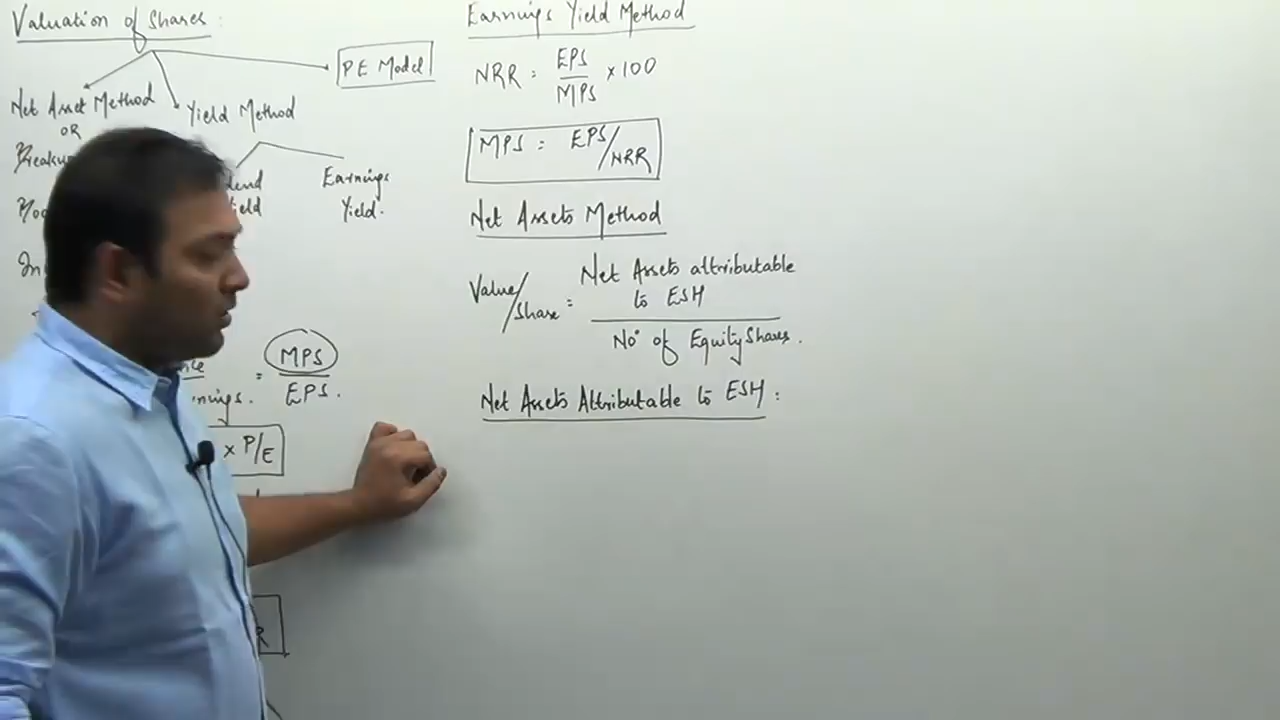 Valuation of Shares :
PE Model
Net Asset Method
OR
Yield Method
Earnings
Yield.
= MPS
EPS.
x P/E
Earnings Yield Method
NRR = EPS x 100
MPS
MPS = EPS/NRR
Net Assets Method
Value/Share = Net Assets attributable
to ESH
No. of Equity Shares.
Net Assets Attributable to ESH :